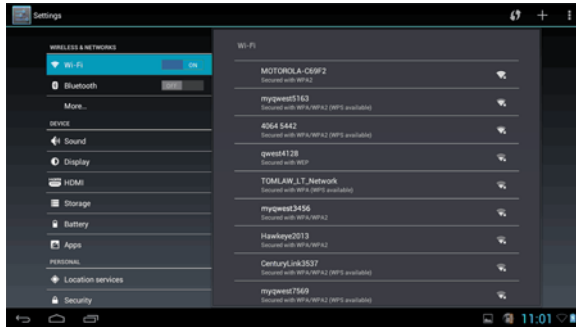 Settings
WIRELESS & NETWORKS
Wi-Fi ON
Bluetooth OFF
More...
DEVICE
Sound
Display
HDMI
Storage
Battery
Apps
PERSONAL
Location services
Security
Wi-Fi
MOTOROLA-C69F2
Secured with WPA2
myqwest5163
Secured with WPA/WPA2 (WPS available)
4064 5442
Secured with WPA/WPA2 (WPS available)
qwest4128
Secured with WEP
TOMLAW_LT_Network
Secured with WPA (WPS available)
myqwest3456
Secured with WPA/WPA2
Hawkeye2013
Secured with WPA/WPA2
CenturyLink3537
Secured with WPA/WPA2 (WPS available)
myqwest7569
Secured with WPA/WPA2 (WPS available)
11:01